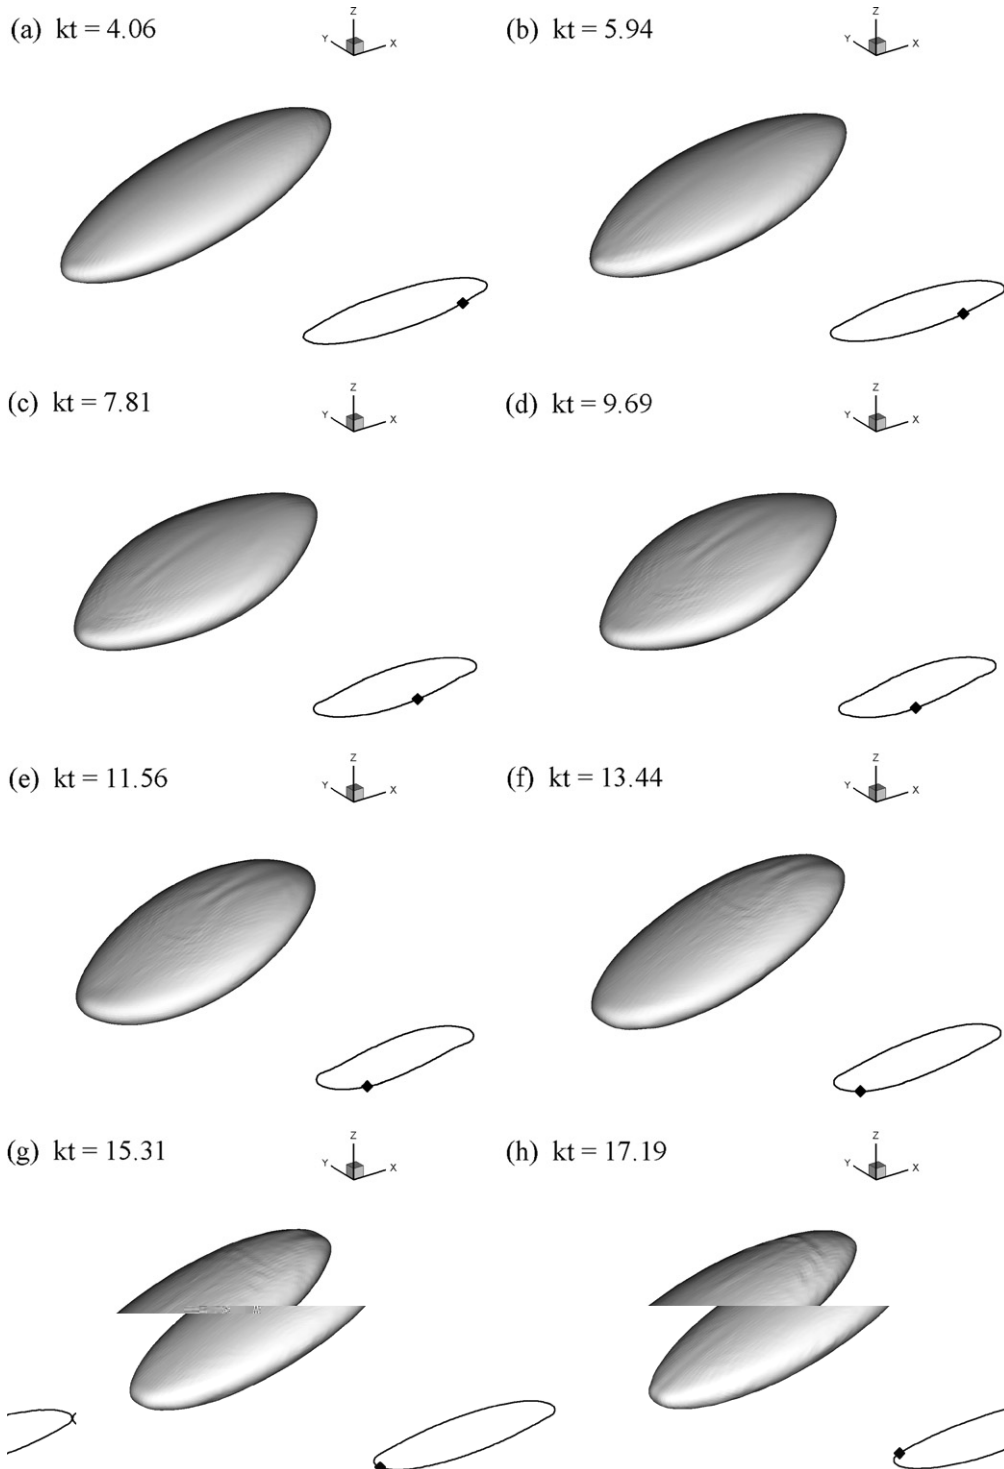 (a) kt = 4.06
Z
Y
X
(b) kt = 5.94
Z
Y
X
(c) kt = 7.81
Z
Y
X
(d) kt = 9.69
Z
Y
X
(e) kt = 11.56
Z
Y
X
(f) kt = 13.44
Z
Y
X
(g) kt = 15.31
Z
Y
X
(h) kt = 17.19
Z
Y
X